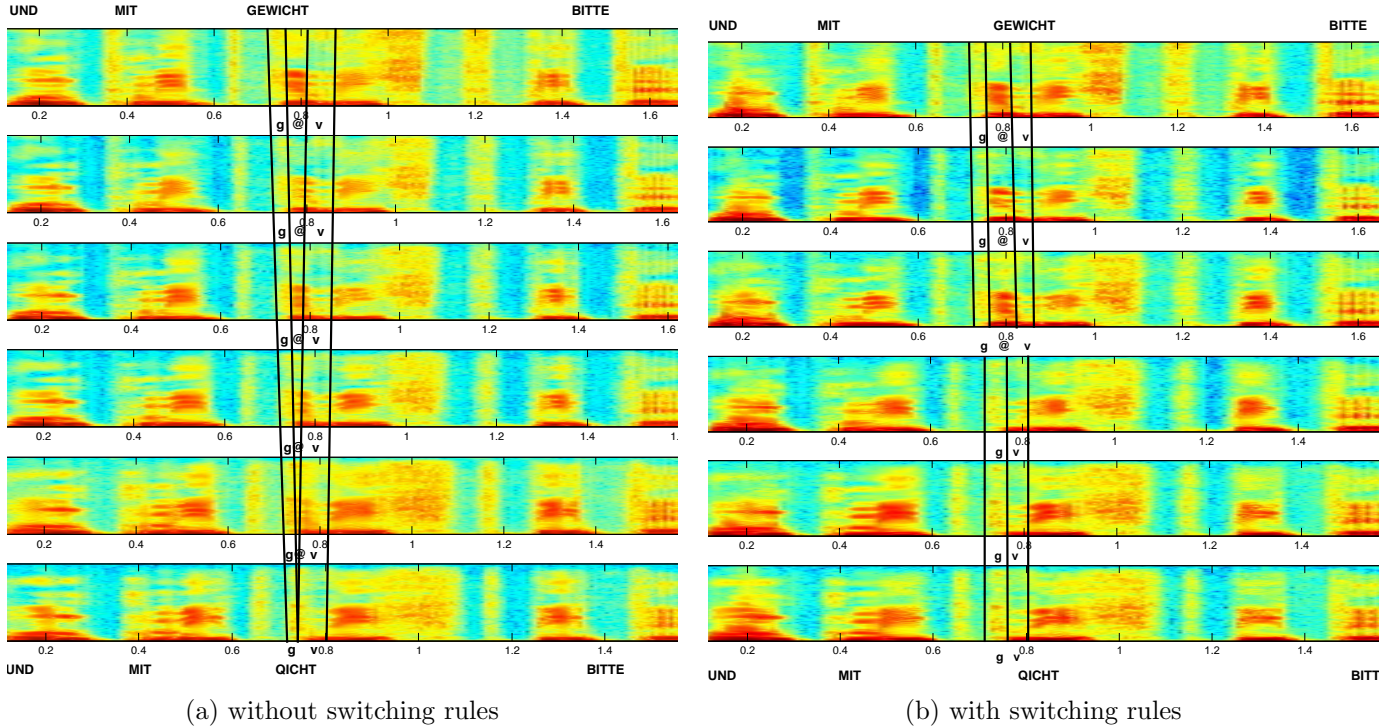 UND MIT GEWICHT BITTE
0.2 0.4 0.6 0.8 1 1.2 1.4 1.6
g @ v
0.2 0.4 0.6 0.8 1 1.2 1.4 1.6
g @ v
0.2 0.4 0.6 0.8 1 1.2 1.4 1.6
g @ v
0.2 0.4 0.6 0.8 1 1.2 1.4 1.
g @ v
0.2 0.4 0.6 0.8 1 1.2 1.4
g @ v
0.2 0.4 0.6 0.8 1 1.2 1.4
g v
UND MIT QICHT BITTE
(a) without switching rules
UND MIT GEWICHT BITTE
0.2 0.4 0.6 0.8 1 1.2 1.4 1.6
g @ v
0.2 0.4 0.6 0.8 1 1.2 1.4 1.6
g @ v
0.2 0.4 0.6 0.8 1 1.2 1.4 1.6
g @ v
0.2 0.4 0.6 0.8 1 1.2 1.4
g v
0.2 0.4 0.6 0.8 1 1.2 1.4
g v
0.2 0.4 0.6 0.8 1 1.2 1.4
g v
UND MIT QICHT BITT
(b) with switching rules